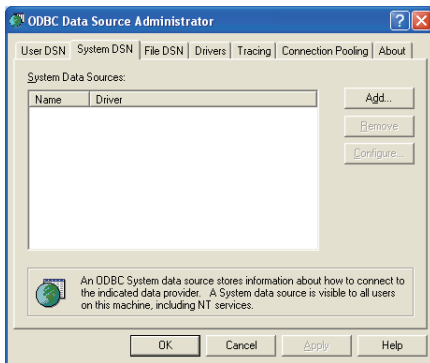 ODBC Data Source Administrator
User DSN System DSN File DSN Drivers Tracing Connection Pooling About
System Data Sources:
Name Driver
Add...
Remove
Configure...
An ODBC System data source stores information about how to connect to
the indicated data provider. A System data source is visible to all users
on this machine, including NT services.
OK Cancel Apply Help